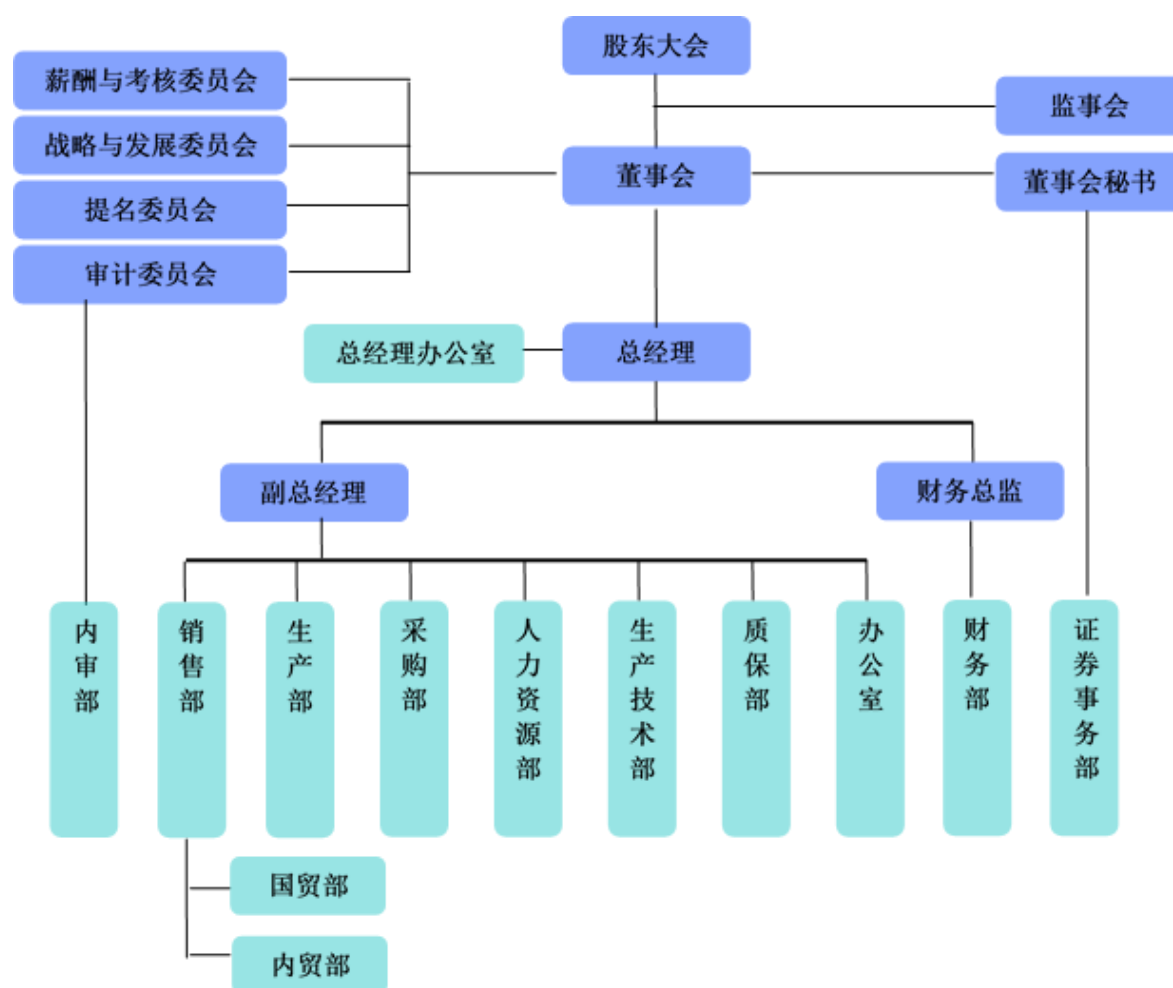 股东大会
薪酬与考核委员会
监事会
战略与发展委员会
董事会
董事会秘书
提名委员会
审计委员会
总经理办公室
总经理
副总经理
财务总监
内审部
销售部
生产部
采购部
人力资源部
生产技术部
质保部
办公室
财务部
证券事务部
国贸部
内贸部